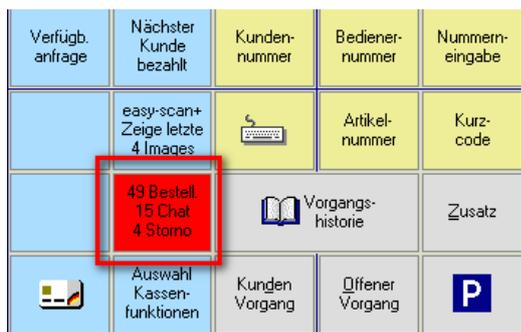 Verfügb.
anfrage
Nächster
Kunde
bezahlt
Kunden-
nummer
Bediener-
nummer
Nummern-
eingabe
easy-scan+
Zeige letzte
4 Images
Artikel-
nummer
Kurz-
code
49 Bestell.
15 Chat
4 Storno
Vorgangs-
historie
Zusatz
Auswahl
Kassen-
funktionen
Kunden
Vorgang
Offener
Vorgang
P